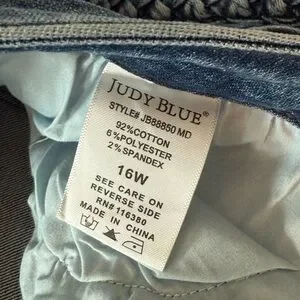 JUDY BLUE®
STYLE# JB88850 MD
92%COTTON
6%POLYESTER
2%SPANDEX
16W
SEE CARE ON
REVERSE SIDE
RN# 116380
MADE IN CHINA